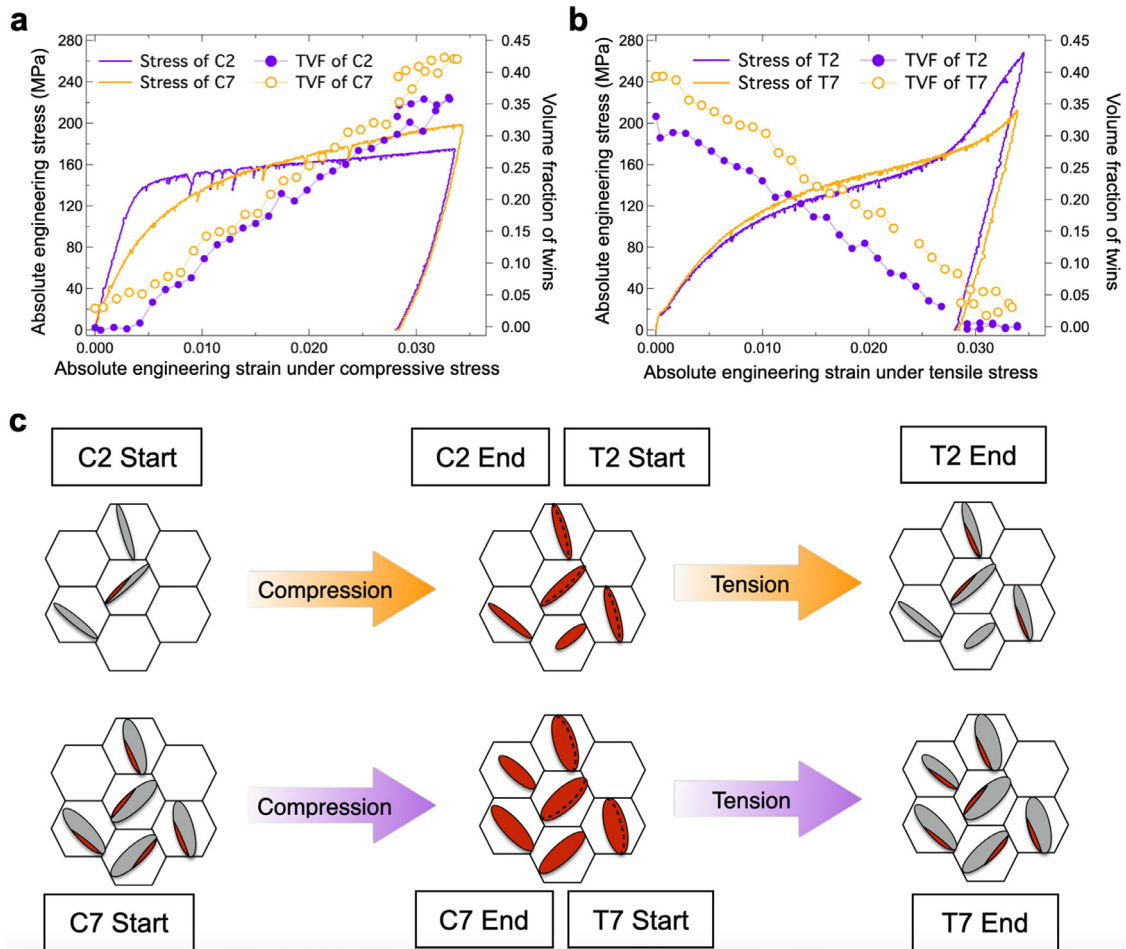 a
280
240
200
160
120
80
40
0
Absolute engineering stress (MPa)
Stress of C2
TVF of C2
Stress of C7
TVF of C7
0.45
0.40
0.35
0.30
0.25
0.20
0.15
0.10
0.05
0.00
Volume fraction of twins
0.000
0.010
0.020
0.030
Absolute engineering strain under compressive stress
b
280
240
200
160
120
80
40
0
Absolute engineering stress (MPa)
Stress of T2
TVF of T2
Stress of T7
TVF of T7
0.45
0.40
0.35
0.30
0.25
0.20
0.15
0.10
0.05
0.00
Volume fraction of twins
0.000
0.010
0.020
0.030
Absolute engineering strain under tensile stress
c
C2 Start
C2 End
T2 Start
T2 End
Compression
Tension
Compression
Tension
C7 Start
C7 End
T7 Start
T7 End